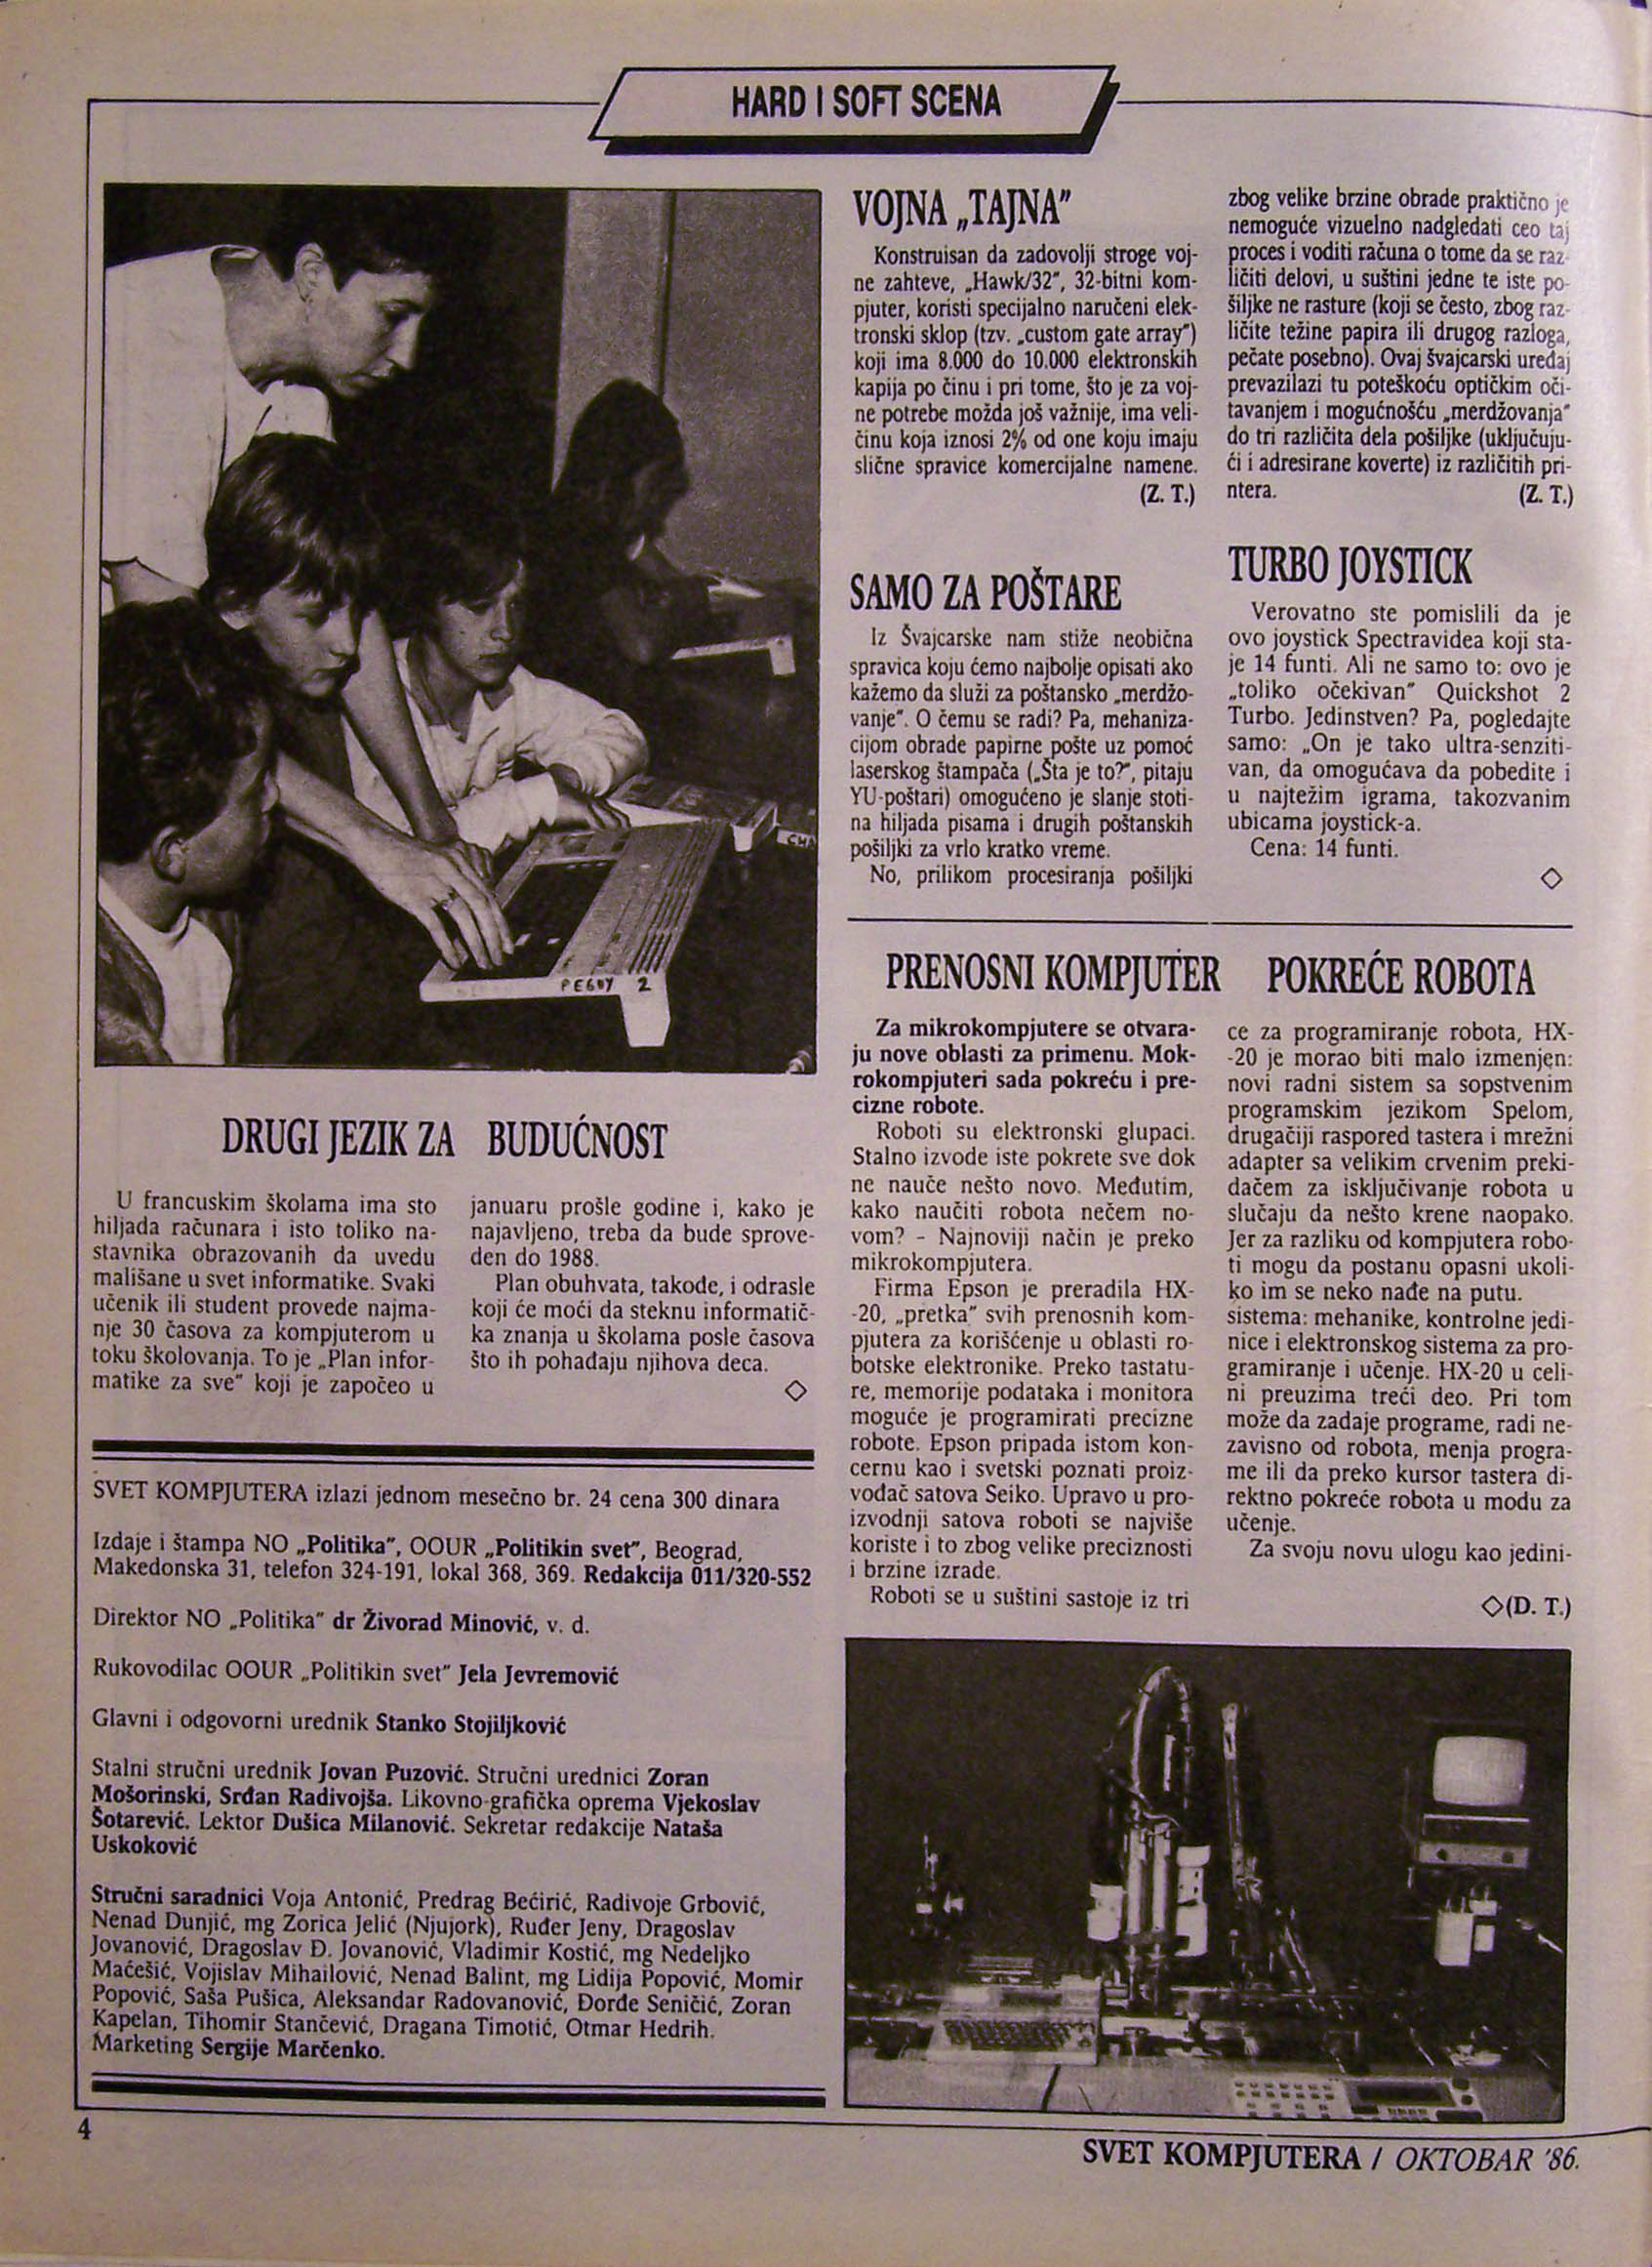 HARD I SOFT SCENA
CHA
PEGUY 2
DRUGI JEZIK ZA BUDUĆNOST
U francuskim školama ima sto
hiljada računara i isto toliko na-
stavnika obrazovanih da uvedu
mališane u svet informatike. Svaki
učenik ili student provede najma-
nje 30 časova za kompjuterom u
toku školovanja. To je „Plan infor-
matike za sve" koji je započeo u
januaru prošle godine i, kako je
najavljeno, treba da bude sprove-
den do 1988.
Plan obuhvata, takođe, i odrasle
koji će moći da steknu informatič-
ka znanja u školama posle časova
što ih pohađaju njihova deca.
◇
SVET KOMPJUTERA izlazi jednom mesečno br. 24 cena 300 dinara
Izdaje i štampa NO „Politika", OOUR „Politikin svet", Beograd,
Makedonska 31, telefon 324-191, lokal 368, 369. Redakcija 011/320-552
Direktor NO „Politika" dr Živorad Minović, v. d.
Rukovodilac OOUR „Politikin svet" Jela Jevremović
Glavni i odgovorni urednik Stanko Stojiljković
Stalni stručni urednik Jovan Puzović. Stručni urednici Zoran
Mošorinski, Srđan Radivojša. Likovno-grafička oprema Vjekoslav
Šotarević. Lektor Dušica Milanović. Sekretar redakcije Nataša
Uskoković
Stručni saradnici Voja Antonić, Predrag Bećirić, Radivoje Grbović,
Nenad Dunjić, mg Zorica Jelić (Njujork), Ruđer Jeny, Dragoslav
Jovanović, Dragoslav Đ. Jovanović, Vladimir Kostić, mg Nedeljko
Maćešić, Vojislav Mihailović, Nenad Balint, mg Lidija Popović, Momir
Popović, Saša Pušica, Aleksandar Radovanović, Đorđe Seničić, Zoran
Kapelan, Tihomir Stančević, Dragana Timotić, Otmar Hedrih.
Marketing Sergije Marčenko.
VOJNA „TAJNA"
Konstruisan da zadovolji stroge voj-
ne zahteve, „Hawk/32", 32-bitni kom-
pjuter, koristi specijalno naručeni elek-
tronski sklop (tzv. „custom gate array")
koji ima 8.000 do 10.000 elektronskih
kapija po činu i pri tome, što je za voj-
ne potrebe možda još važnije, ima veli-
činu koja iznosi 2% od one koju imaju
slične spravice komercijalne namene.
(Z. T.)
SAMO ZA POŠTARE
Iz Švajcarske nam stiže neobična
spravica koju ćemo najbolje opisati ako
kažemo da služi za poštansko „merdžo-
vanje". O čemu se radi? Pa, mehaniza-
cijom obrade papirne pošte uz pomoć
laserskog štampača („Šta je to?", pitaju
YU-poštari) omogućeno je slanje stoti-
na hiljada pisama i drugih poštanskih
pošiljki za vrlo kratko vreme.
No, prilikom procesiranja pošiljki
zbog velike brzine obrade praktično je
nemoguće vizuelno nadgledati ceo taj
proces i voditi računa o tome da se raz-
ličiti delovi, u suštini jedne te iste po-
šiljke ne rasture (koji se često, zbog raz-
ličite težine papira ili drugog razloga,
pečate posebno). Ovaj švajcarski uređaj
prevazilazi tu poteškoću optičkim oči-
tavanjem i mogućnošću „merdžovanja"
do tri različita dela pošiljke (uključuju-
ći i adresirane koverte) iz različitih pri-
ntera. (Z. T.)
TURBO JOYSTICK
Verovatno ste pomislili da je
ovo joystick Spectravidea koji sta-
je 14 funti. Ali ne samo to: ovo je
„toliko očekivan" Quickshot 2
Turbo. Jedinstven? Pa, pogledajte
samo: „On je tako ultra-senziti-
van, da omogućava da pobedite i
u najtežim igrama, takozvanim
ubicama joystick-a.
Cena: 14 funti.
◇
PRENOSNI KOMPJUTER POKREĆE ROBOTA
Za mikrokompjutere se otvara-
ju nove oblasti za primenu. Mok-
rokompjuteri sada pokreću i pre-
cizne robote.
Roboti su elektronski glupaci.
Stalno izvode iste pokrete sve dok
ne nauče nešto novo. Međutim,
kako naučiti robota nečem no-
vom? – Najnoviji način je preko
mikrokompjutera.
Firma Epson je preradila HX-
-20, „pretka" svih prenosnih kom-
pjutera za korišćenje u oblasti ro-
botske elektronike. Preko tastatu-
re, memorije podataka i monitora
moguće je programirati precizne
robote. Epson pripada istom kon-
cernu kao i svetski poznati proiz-
vođač satova Seiko. Upravo u pro-
izvodnji satova roboti se najviše
koriste i to zbog velike preciznosti
i brzine izrade.
Roboti se u suštini sastoje iz tri
ce za programiranje robota, HX-
-20 je morao biti malo izmenjen:
novi radni sistem sa sopstvenim
programskim jezikom Spelom,
drugačiji raspored tastera i mrežni
adapter sa velikim crvenim preki-
dačem za isključivanje robota u
slučaju da nešto krene naopako.
Jer za razliku od kompjutera robo-
ti mogu da postanu opasni ukoli-
ko im se neko nađe na putu.
sistema: mehanike, kontrolne jedi-
nice i elektronskog sistema za pro-
gramiranje i učenje. HX-20 u celi-
ni preuzima treći deo. Pri tom
može da zadaje programe, radi ne-
zavisno od robota, menja progra-
me ili da preko kursor tastera di-
rektno pokreće robota u modu za
učenje.
Za svoju novu ulogu kao jedini-
◇(D. T.)
4
SVET KOMPJUTERA / OKTOBAR '86.